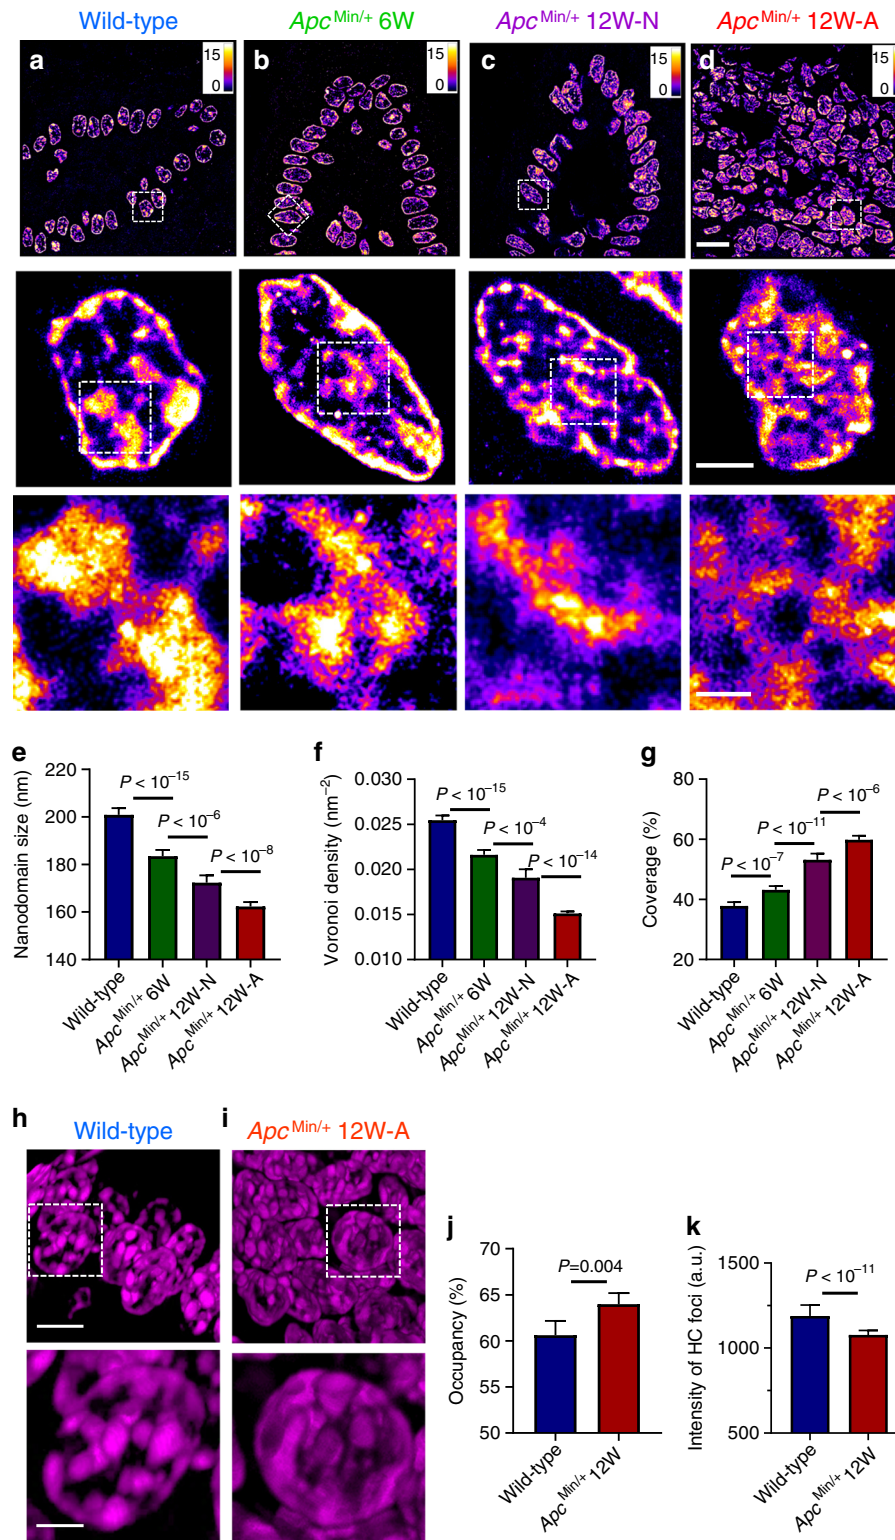 Wild-type
Apc Min/+ 6W
Apc Min/+ 12W-N
Apc Min/+ 12W-A
a
15
0
b
15
0
c
15
0
d
15
0
e
Nanodomain size (nm)
220
200
180
160
140
P < 10⁻¹⁵
P < 10⁻⁶
P < 10⁻⁸
Wild-type
Apc Min/+ 6W
Apc Min/+ 12W-N
Apc Min/+ 12W-A
f
Voronoi density (nm⁻²)
0.030
0.025
0.020
0.015
0.010
P < 10⁻¹⁵
P < 10⁻⁴
P < 10⁻¹⁴
Wild-type
Apc Min/+ 6W
Apc Min/+ 12W-N
Apc Min/+ 12W-A
g
Coverage (%)
80
60
40
20
P < 10⁻⁷
P < 10⁻¹¹
P < 10⁻⁶
Wild-type
Apc Min/+ 6W
Apc Min/+ 12W-N
Apc Min/+ 12W-A
h
Wild-type
i
Apc Min/+ 12W-A
j
Occupancy (%)
70
65
60
55
50
P=0.004
Wild-type
Apc Min/+ 12W
k
Intensity of HC foci (a.u.)
1500
1000
500
P < 10⁻¹¹
Wild-type
Apc Min/+ 12W